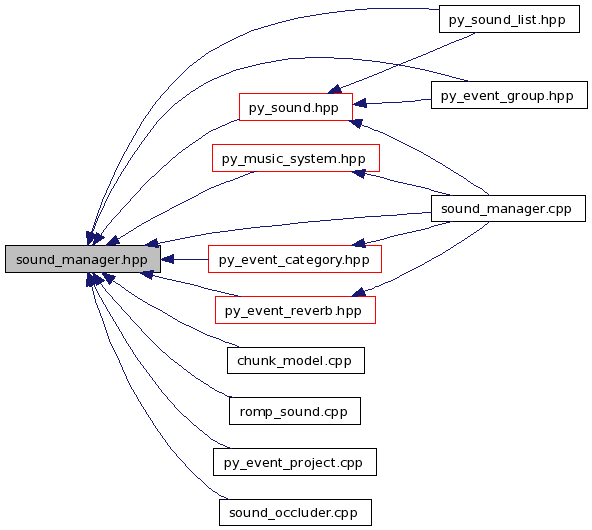 py_sound_list.hpp
py_event_group.hpp
py_sound.hpp
py_music_system.hpp
sound_manager.cpp
sound_manager.hpp
py_event_category.hpp
py_event_reverb.hpp
chunk_model.cpp
romp_sound.cpp
py_event_project.cpp
sound_occluder.cpp